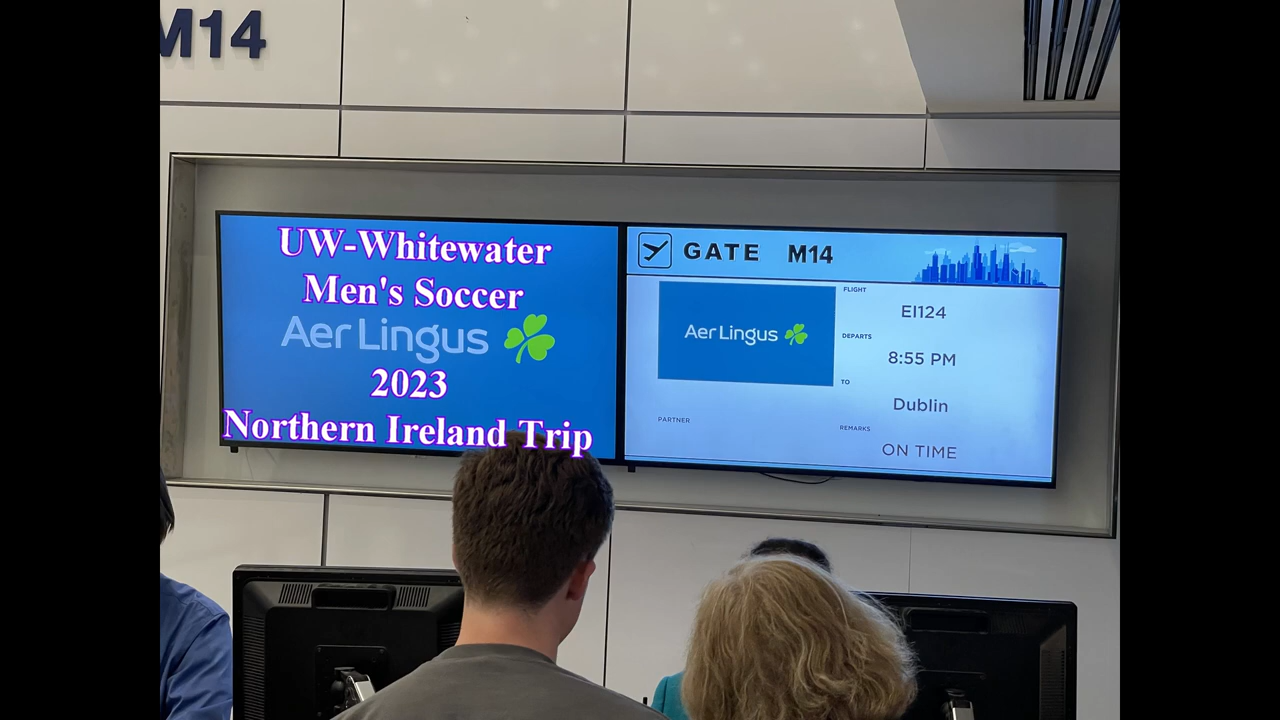 M14
UW-Whitewater
Men's Soccer
Aer Lingus
2023
Northern Ireland Trip
GATE M14
Aer Lingus
FLIGHT
EI124
DEPARTS
8:55 PM
TO
Dublin
PARTNER
REMARKS
ON TIME